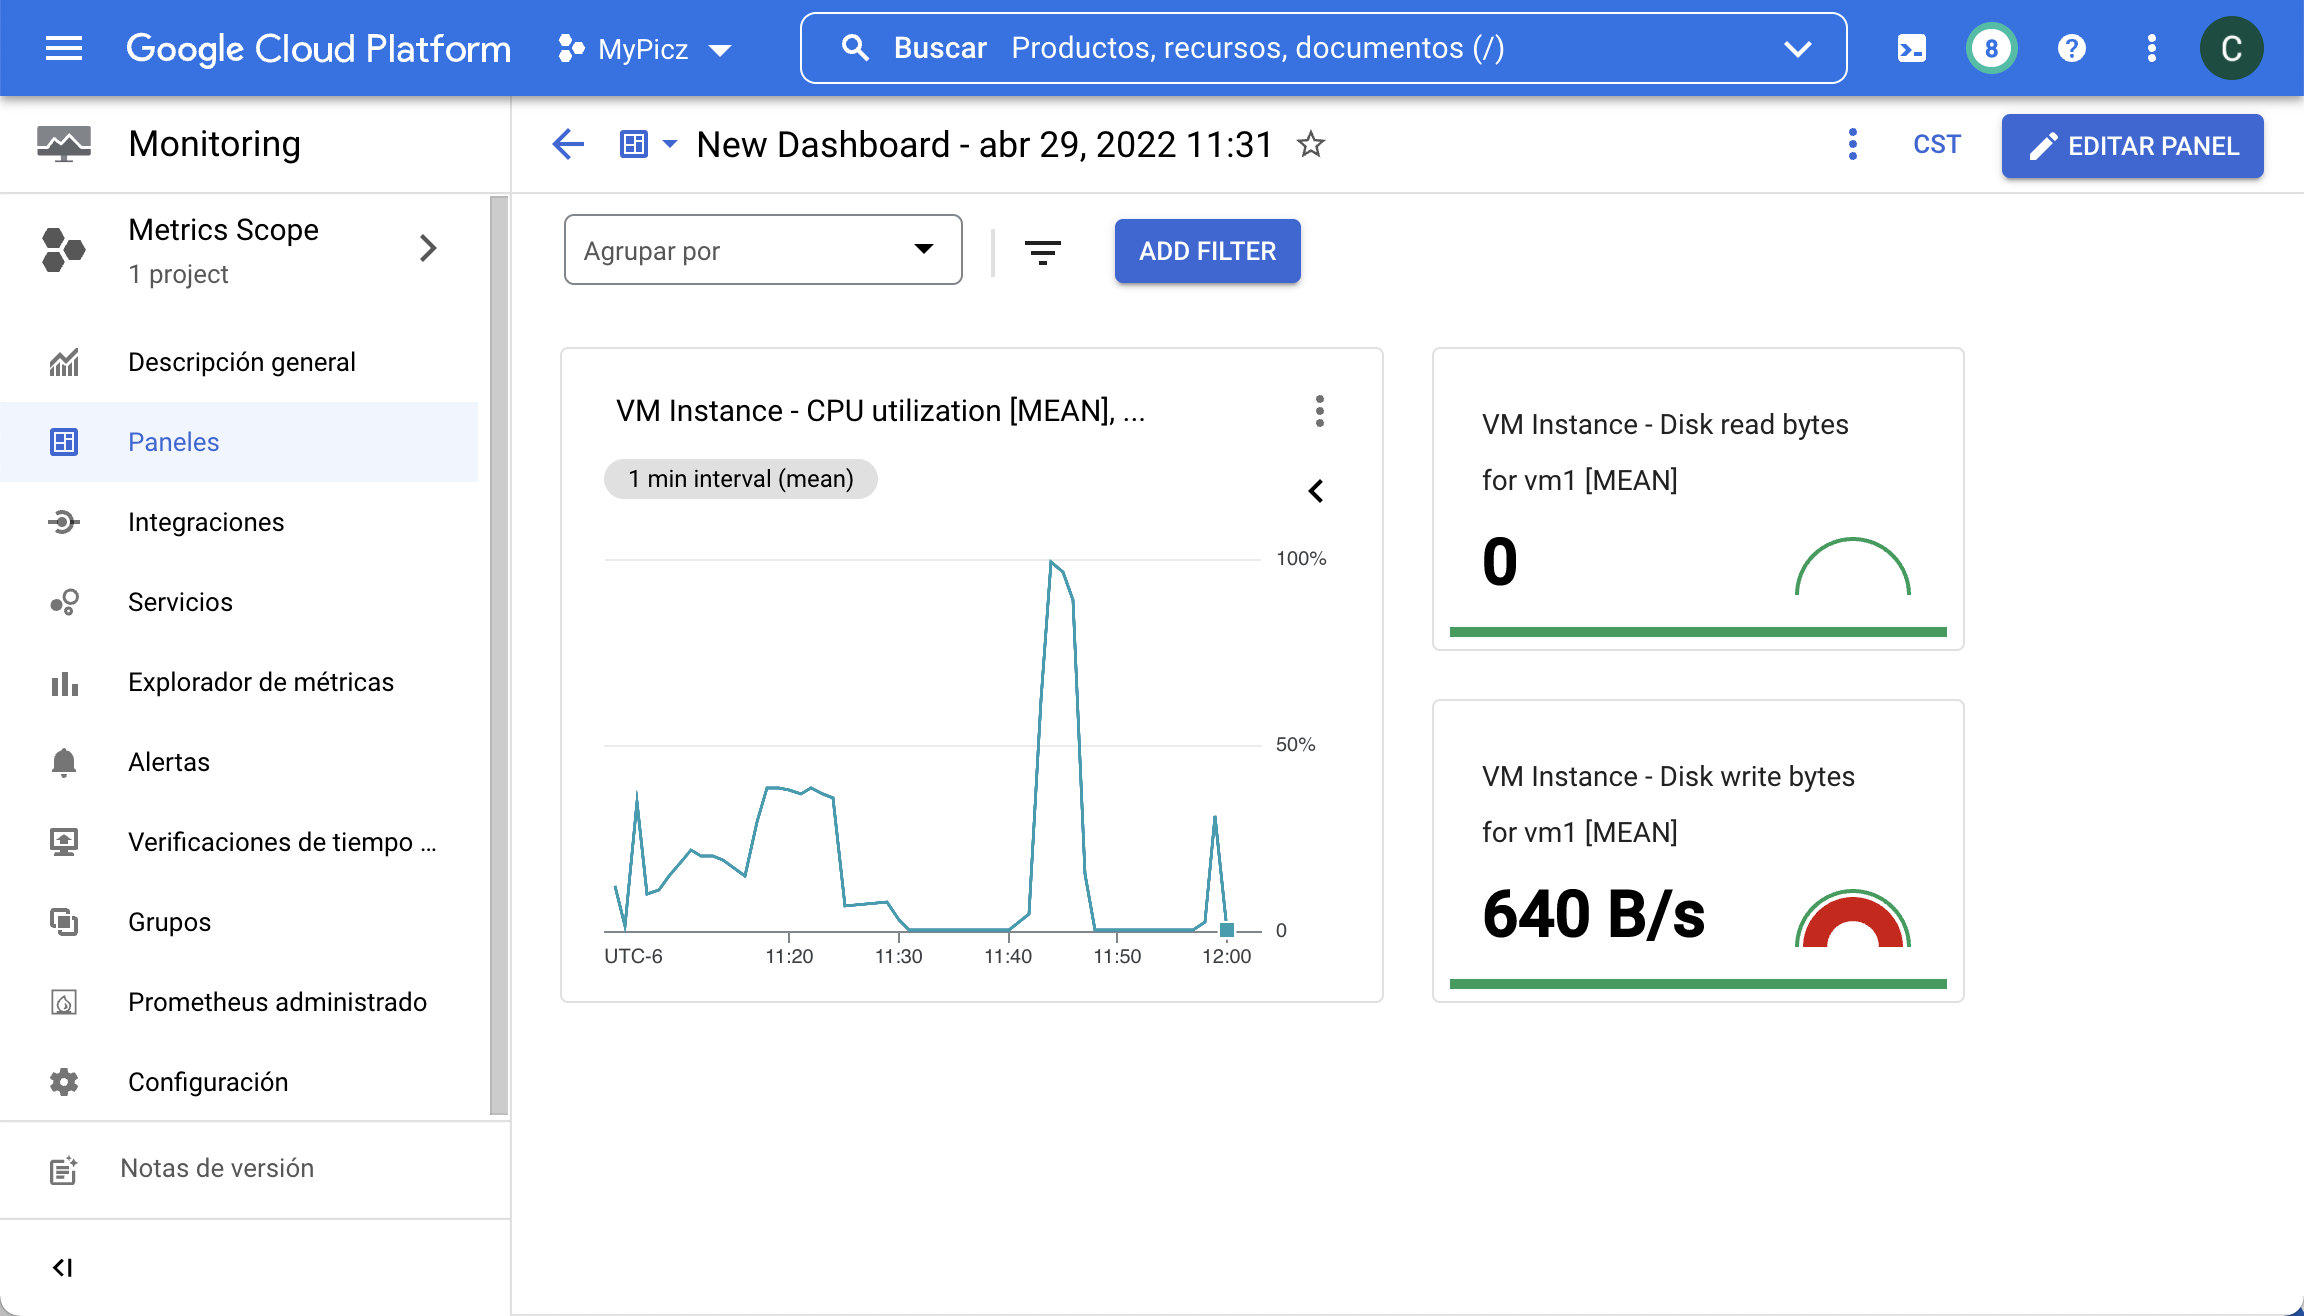 Google Cloud Platform
MyPicz
Buscar Productos, recursos, documentos (/)
8
?
C
Monitoring
New Dashboard - abr 29, 2022 11:31
CST
EDITAR PANEL
Metrics Scope
1 project
Descripción general
Paneles
Integraciones
Servicios
Explorador de métricas
Alertas
Verificaciones de tiempo ...
Grupos
Prometheus administrado
Configuración
Notas de versión
Agrupar por
ADD FILTER
VM Instance - CPU utilization [MEAN], ...
1 min interval (mean)
100%
50%
0
UTC-6 11:20 11:30 11:40 11:50 12:00
VM Instance - Disk read bytes
for vm1 [MEAN]
0
VM Instance - Disk write bytes
for vm1 [MEAN]
640 B/s